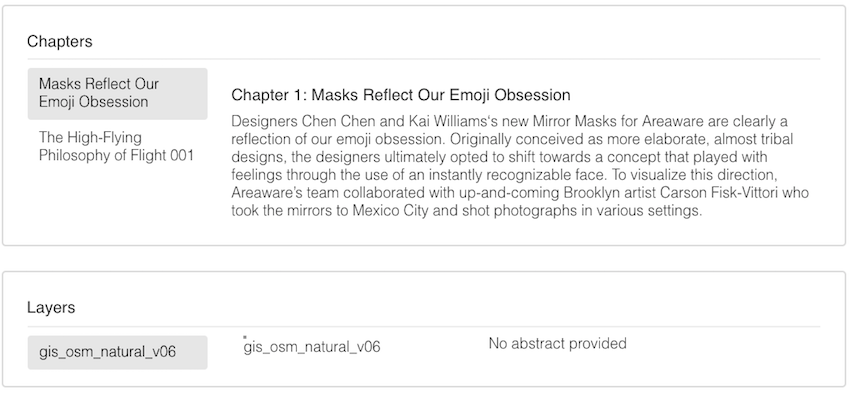 Chapters
Masks Reflect Our
Emoji Obsession
The High-Flying
Philosophy of Flight 001
Chapter 1: Masks Reflect Our Emoji Obsession
Designers Chen Chen and Kai Williams‘s new Mirror Masks for Areaware are clearly a
reflection of our emoji obsession. Originally conceived as more elaborate, almost tribal
designs, the designers ultimately opted to shift towards a concept that played with
feelings through the use of an instantly recognizable face. To visualize this direction,
Areaware’s team collaborated with up-and-coming Brooklyn artist Carson Fisk-Vittori who
took the mirrors to Mexico City and shot photographs in various settings.
Layers
gis_osm_natural_v06
gis_osm_natural_v06
No abstract provided